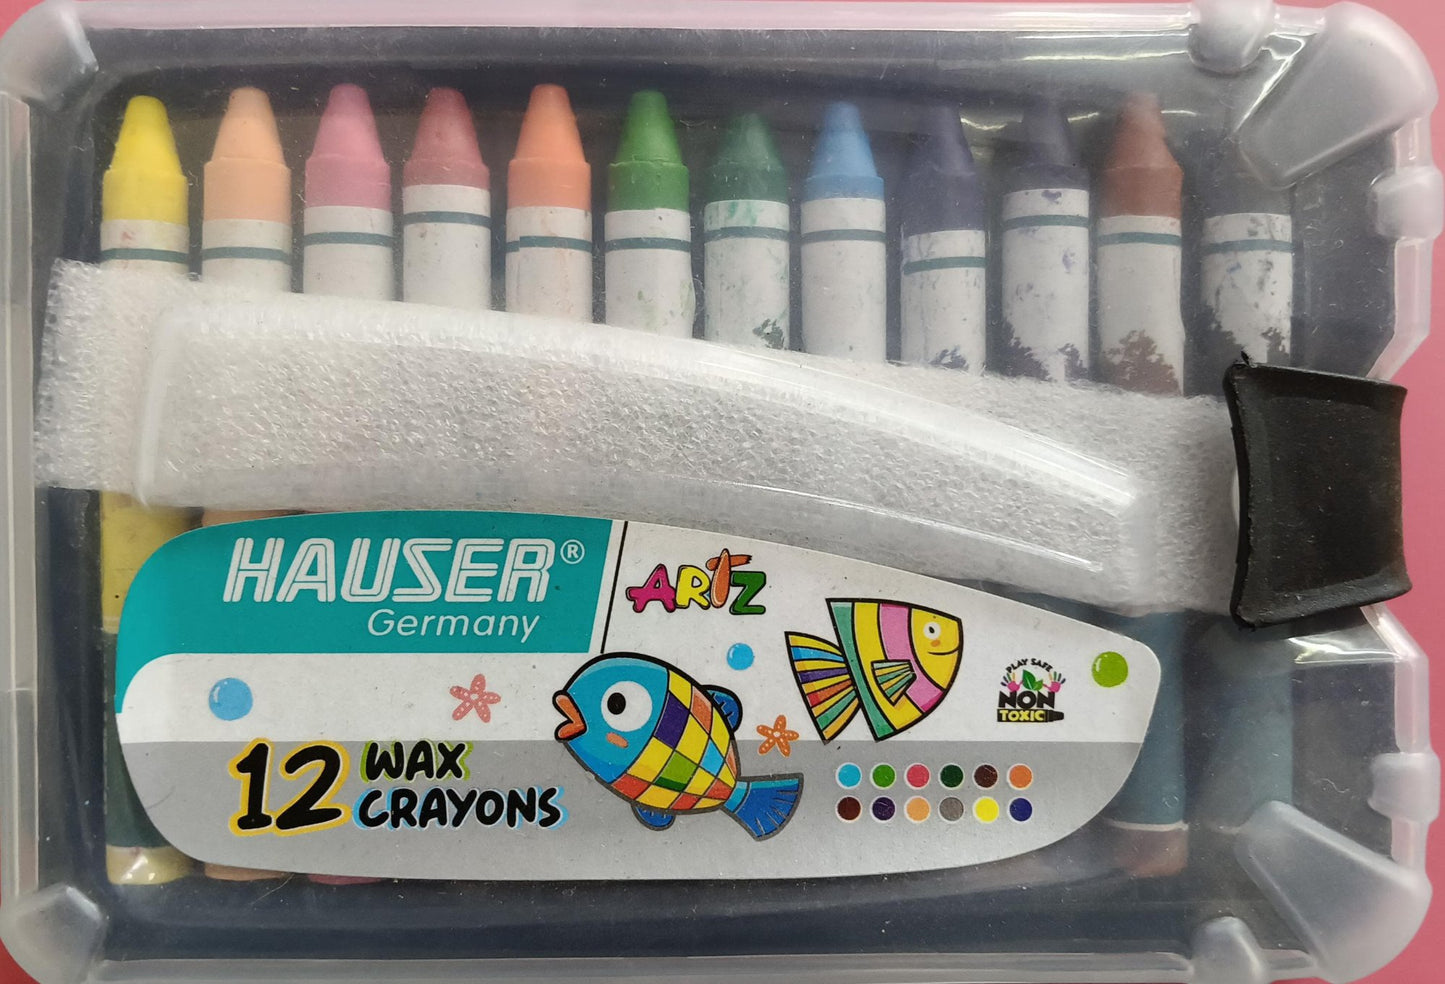 HAUSER®
Germany
ARTZ
PLAY SAFE
NON
TOXIC
12 WAX
CRAYONS